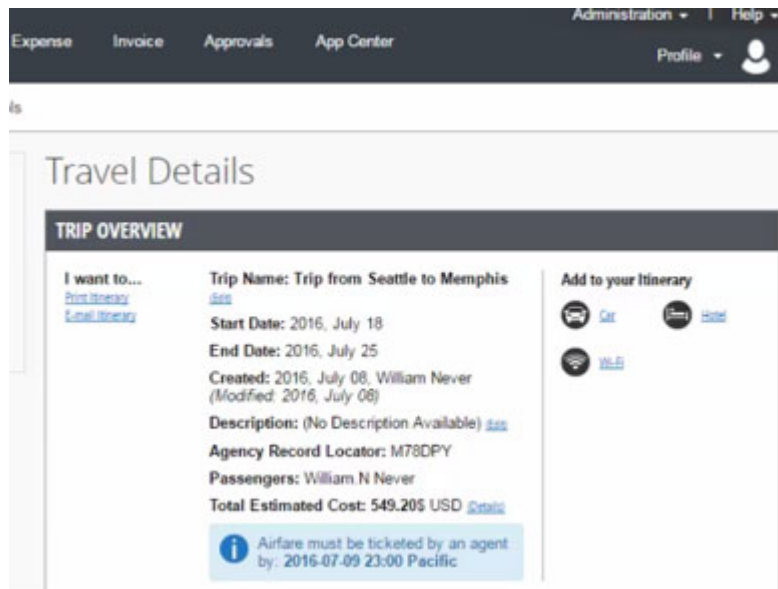 Administration | Help
Expense Invoice Approvals App Center
Profile
ls
Travel Details
TRIP OVERVIEW
I want to...
Print Itinerary
E-mail Itinerary
Trip Name: Trip from Seattle to Memphis
(Edit)
Start Date: 2016, July 18
End Date: 2016, July 25
Created: 2016, July 08, William Never
(Modified: 2016, July 08)
Description: (No Description Available) (Edit)
Agency Record Locator: M78DPY
Passengers: William N Never
Total Estimated Cost: 549.20$ USD (Details)
Airfare must be ticketed by an agent
by: 2016-07-09 23:00 Pacific
Add to your Itinerary
Car Hotel
Wi-Fi